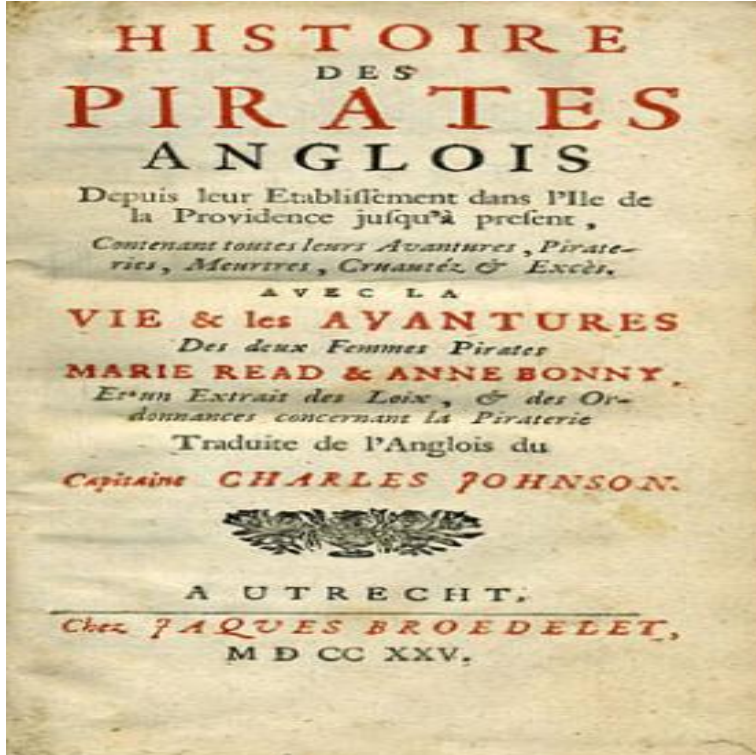 HISTOIRE
DES
PIRATES
ANGLOIS
Depuis leur Etabliſſement dans l'Ile de
la Providence juſqu'à preſent,
Contenant toutes leurs Avantures, Pirate-
ries, Meurtres, Cruautéz & Excès.
AVEC LA
VIE & les AVANTURES
Des deux Femmes Pirates
MARIE READ & ANNE BONNY,
Et un Extrait des Loix, & des Or-
donnances concernant la Piraterie
Traduite de l'Anglois du
Capitaine CHARLES JOHNSON.
A UTRECHT,
Chez JAQUES BROEDELET,
MDCC XXV.